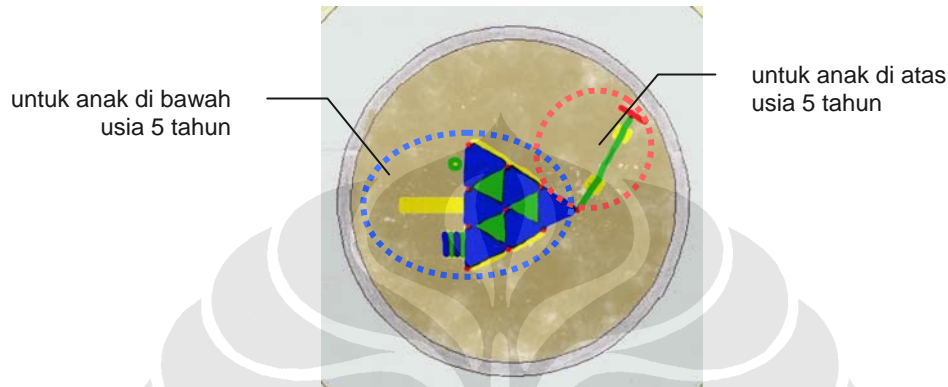 untuk anak di bawah
usia 5 tahun
untuk anak di atas
usia 5 tahun